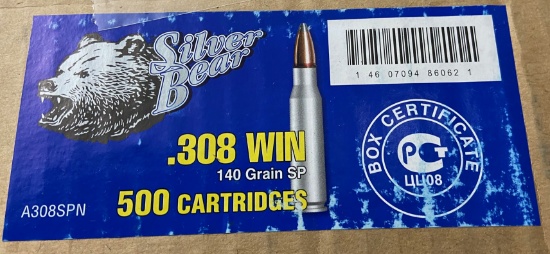 Silver
Bear
1 46 07094 86062 1
.308 WIN
140 Grain SP
500 CARTRIDGES
A308SPN
BOX CERTIFICATE
РСТ
ЦЦ08